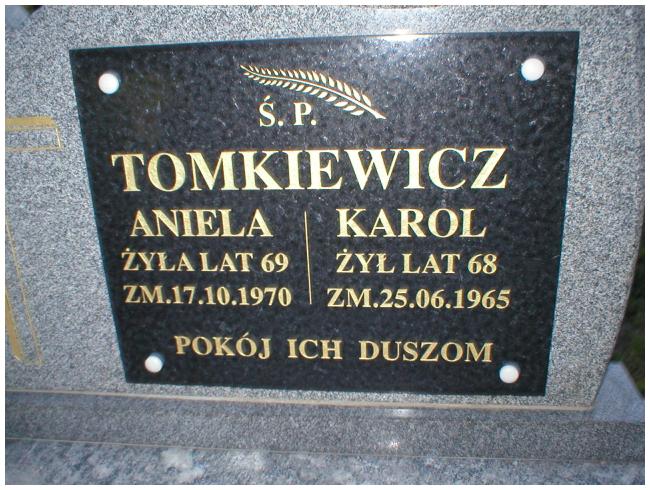 Ś. P.
TOMKIEWICZ
ANIELA KAROL
ŻYŁA LAT 69 ŻYŁ LAT 68
ZM.17.10.1970 ZM.25.06.1965
POKÓJ ICH DUSZOM